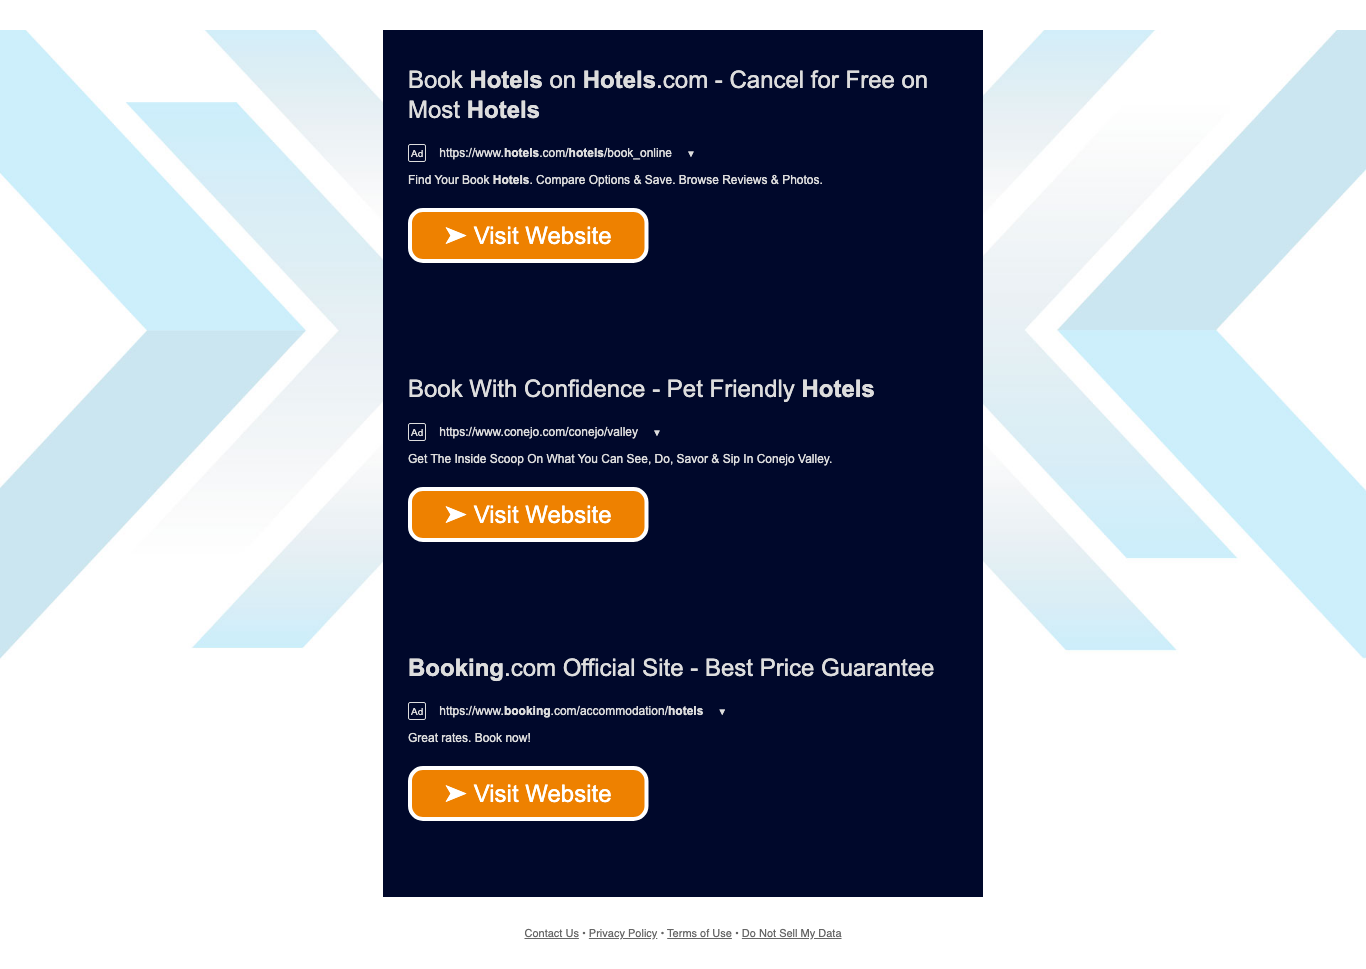 Book Hotels on Hotels.com - Cancel for Free on
Most Hotels
Ad https://www.hotels.com/hotels/book_online ▼
Find Your Book Hotels. Compare Options & Save. Browse Reviews & Photos.
➤ Visit Website
Book With Confidence - Pet Friendly Hotels
Ad https://www.conejo.com/conejo/valley ▼
Get The Inside Scoop On What You Can See, Do, Savor & Sip In Conejo Valley.
➤ Visit Website
Booking.com Official Site - Best Price Guarantee
Ad https://www.booking.com/accommodation/hotels ▼
Great rates. Book now!
➤ Visit Website
Contact Us • Privacy Policy • Terms of Use • Do Not Sell My Data